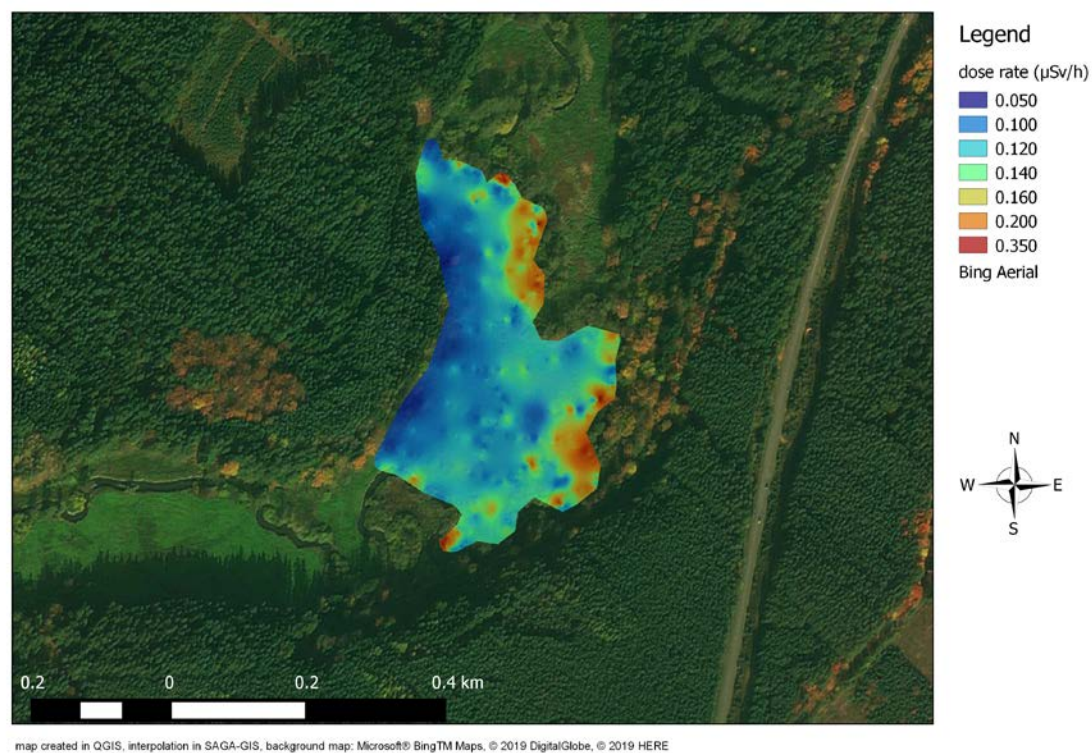 Legend
dose rate (µSv/h)
0.050
0.100
0.120
0.140
0.160
0.200
0.350
Bing Aerial
N
W E
S
0.2 0 0.2 0.4 km
map created in QGIS, interpolation in SAGA-GIS, background map: Microsoft® BingTM Maps, © 2019 DigitalGlobe, © 2019 HERE